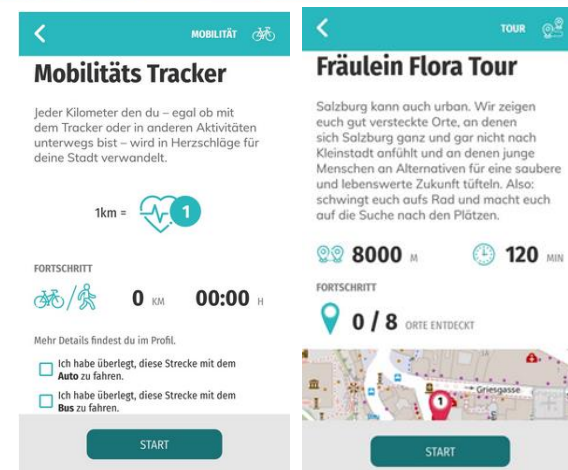 MOBILITÄT
Mobilitäts Tracker
Jeder Kilometer den du – egal ob mit
dem Tracker oder in anderen Aktivitäten
unterwegs bist – wird in Herzschläge für
deine Stadt verwandelt.
1km = 1
FORTSCHRITT
/ 0 KM 00:00 H
Mehr Details findest du im Profil.
Ich habe überlegt, diese Strecke mit dem
Auto zu fahren.
Ich habe überlegt, diese Strecke mit dem
Bus zu fahren.
START
TOUR
Fräulein Flora Tour
Salzburg kann auch urban. Wir zeigen
euch gut versteckte Orte, an denen
sich Salzburg ganz und gar nicht nach
Kleinstadt anfühlt und an denen junge
Menschen an Alternativen für eine saubere
und lebenswerte Zukunft tüfteln. Also:
schwingt euch aufs Rad und macht euch
auf die Suche nach den Plätzen.
8000 M 120 MIN
FORTSCHRITT
0 / 8 ORTE ENTDECKT
Griesgasse
1
START